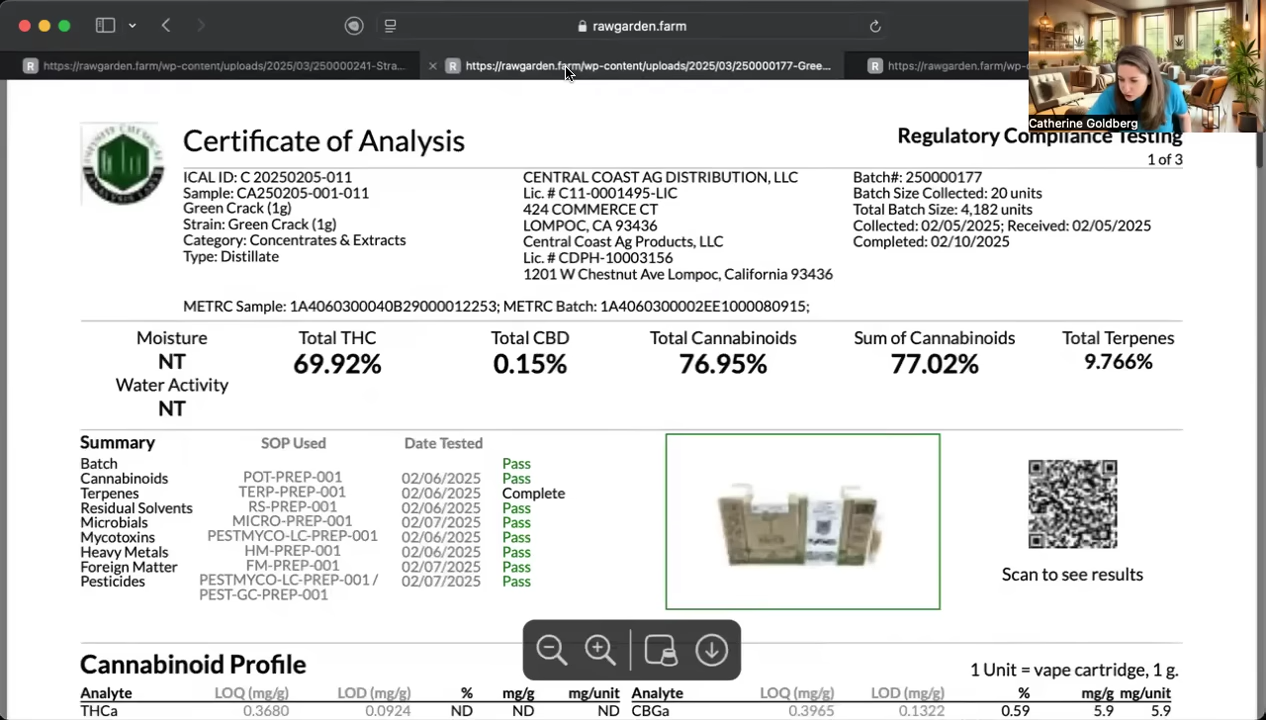 rawgarden.farm
R https://rawgarden.farm/wp-content/uploads/2025/03/250000241-Stra...
R https://rawgarden.farm/wp-content/uploads/2025/03/250000177-Gree...
R https://rawgarden.farm/wp-
Catherine Goldberg
Certificate of Analysis
Regulatory Compliance Testing
1 of 3
ICAL ID: C 20250205-011
Sample: CA250205-001-011
Green Crack (1g)
Strain: Green Crack (1g)
Category: Concentrates & Extracts
Type: Distillate
CENTRAL COAST AG DISTRIBUTION, LLC
Lic. # C11-0001495-LIC
424 COMMERCE CT
LOMPOC, CA 93436
Central Coast Ag Products, LLC
Lic. # CDPH-10003156
1201 W Chestnut Ave Lompoc, California 93436
Batch#: 250000177
Batch Size Collected: 20 units
Total Batch Size: 4,182 units
Collected: 02/05/2025; Received: 02/05/2025
Completed: 02/10/2025
METRC Sample: 1A4060300040B29000012253; METRC Batch: 1A4060300002EE1000080915;
Moisture
NT
Water Activity
NT
Total THC
69.92%
Total CBD
0.15%
Total Cannabinoids
76.95%
Sum of Cannabinoids
77.02%
Total Terpenes
9.766%
Summary SOP Used Date Tested
Batch Pass
Cannabinoids POT-PREP-001 02/06/2025 Pass
Terpenes TERP-PREP-001 02/06/2025 Complete
Residual Solvents RS-PREP-001 02/06/2025 Pass
Microbials MICRO-PREP-001 02/07/2025 Pass
Mycotoxins PESTMYCO-LC-PREP-001 02/06/2025 Pass
Heavy Metals HM-PREP-001 02/06/2025 Pass
Foreign Matter FM-PREP-001 02/07/2025 Pass
Pesticides PESTMYCO-LC-PREP-001 / 02/07/2025 Pass
PEST-GC-PREP-001
Scan to see results
Cannabinoid Profile
1 Unit = vape cartridge, 1 g.
Analyte LOQ (mg/g) LOD (mg/g) % mg/g mg/unit Analyte LOQ (mg/g) LOD (mg/g) % mg/g mg/unit
THCa 0.3680 0.0924 ND ND ND CBGa 0.3965 0.1322 0.59 5.9 5.9